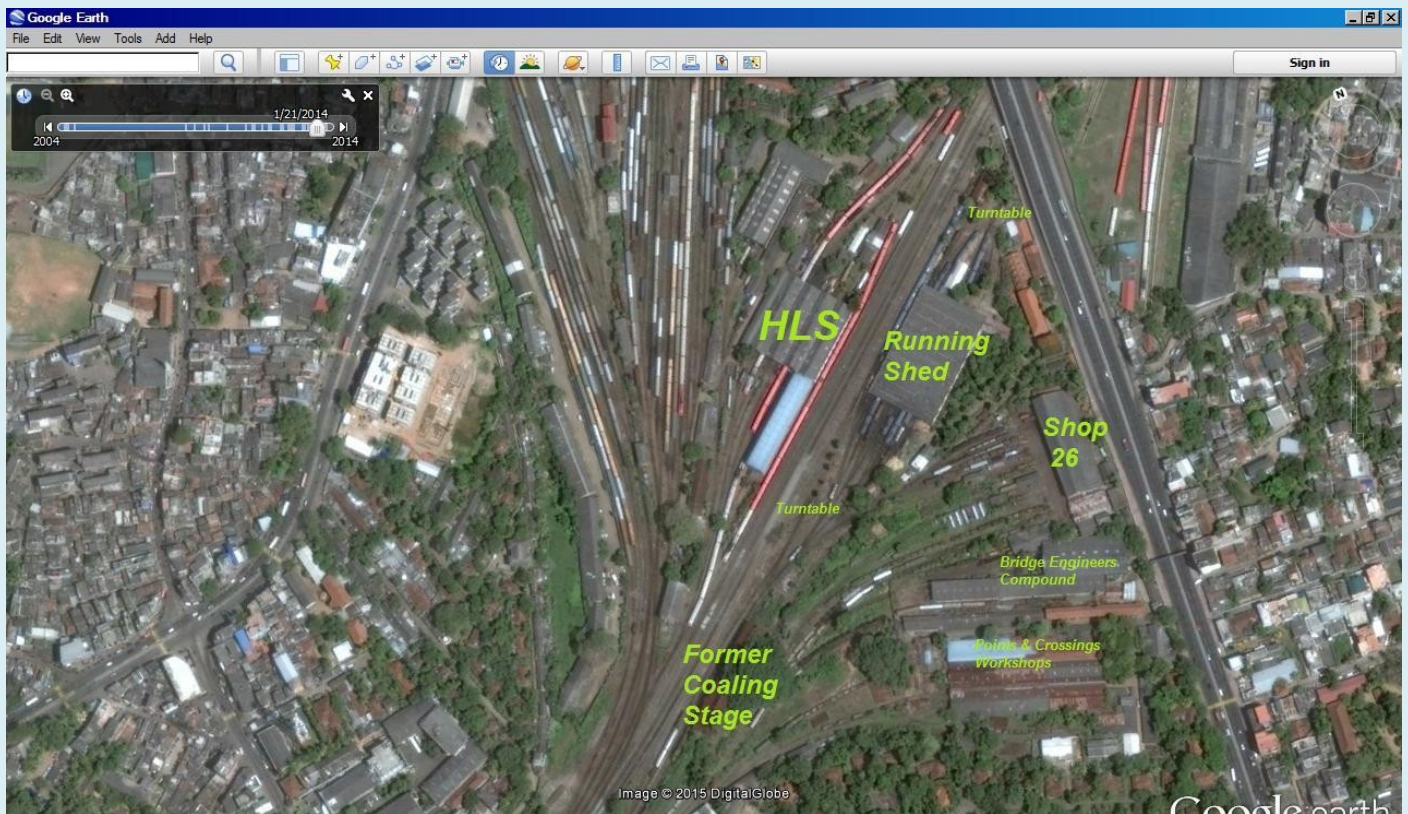 Google Earth
File Edit View Tools Add Help
Sign in
1/21/2014
2004 2014
N
Turntable
HLS
Running
Shed
Shop
26
Turntable
Bridge Engineers
Compound
Points & Crossings
Workshops
Former
Coaling
Stage
Image © 2015 DigitalGlobe
Google earth